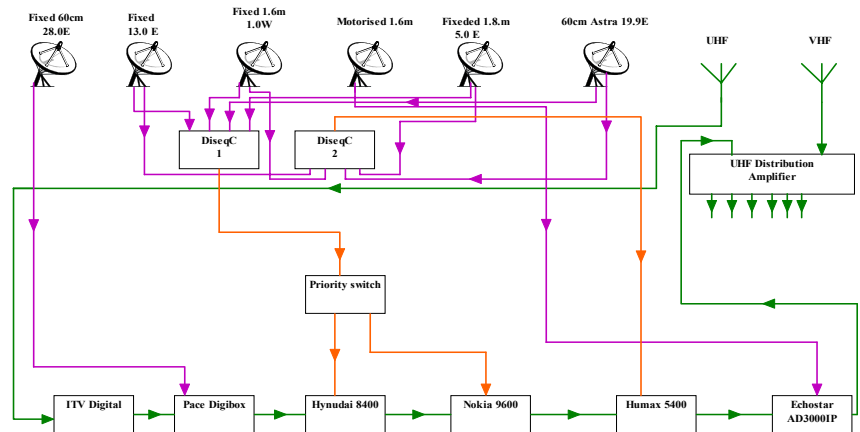 Fixed 60cm
28.0E
Fixed
13.0 E
Fixed 1.6m
1.0W
Motorised 1.6m
Fixeded 1.8.m
5.0 E
60cm Astra 19.9E
UHF
VHF
DiseqC
1
DiseqC
2
UHF Distribution
Amplifier
Priority switch
ITV Digital
Pace Digibox
Hynudai 8400
Nokia 9600
Humax 5400
Echostar
AD3000IP